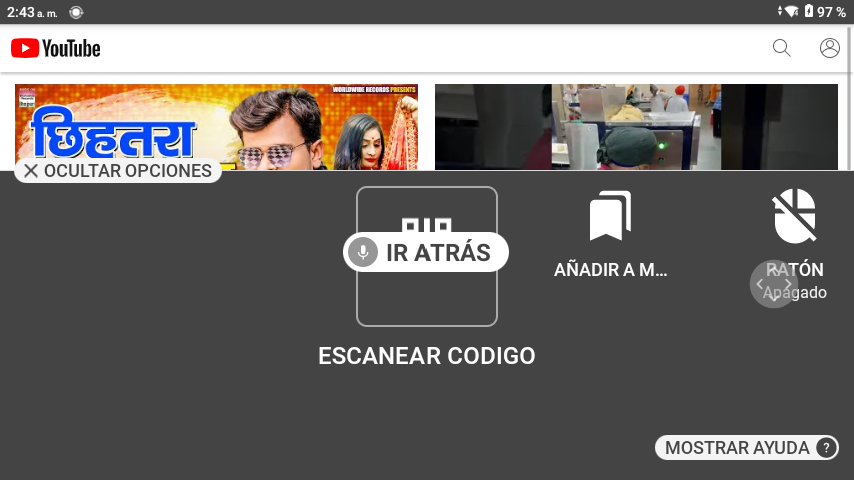 2:43 a. m.
97 %
YouTube
WORLDWIDE RECORDS PRESENTS
छिहतरा
OCULTAR OPCIONES
IR ATRÁS
AÑADIR A M...
RATÓN
Apagado
ESCANEAR CODIGO
MOSTRAR AYUDA ?